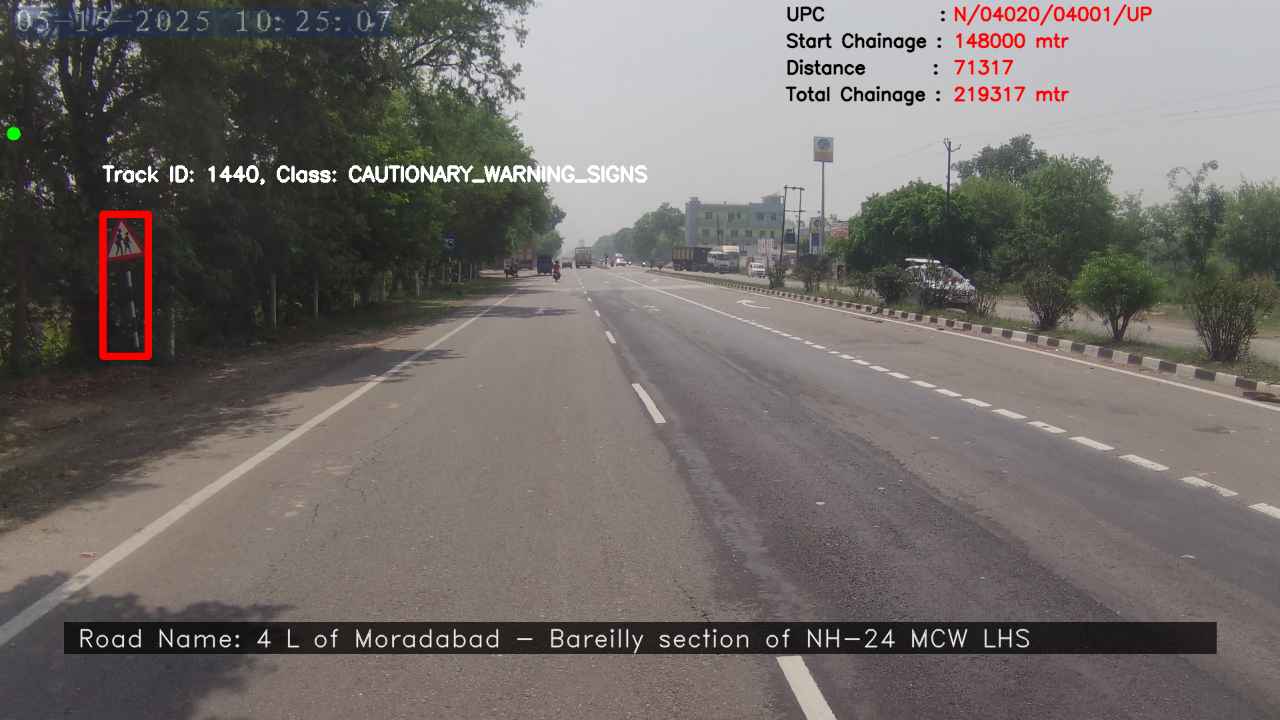 05-15-2025 10:25:07
UPC : N/04020/04001/UP
Start Chainage : 148000 mtr
Distance : 71317
Total Chainage : 219317 mtr
Track ID: 1440, Class: CAUTIONARY_WARNING_SIGNS
Road Name: 4 L of Moradabad - Bareilly section of NH-24 MCW LHS